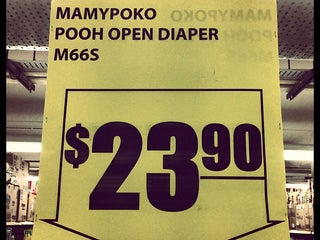 MAMYPOKO
POOH OPEN DIAPER
M66S
$23.90